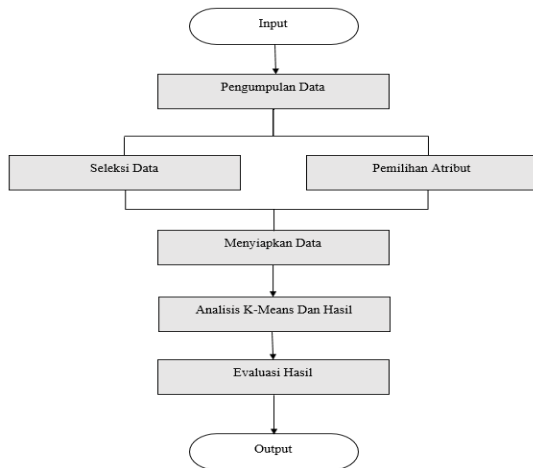 Input
Pengumpulan Data
Seleksi Data
Pemilihan Atribut
Menyiapkan Data
Analisis K-Means Dan Hasil
Evaluasi Hasil
Output